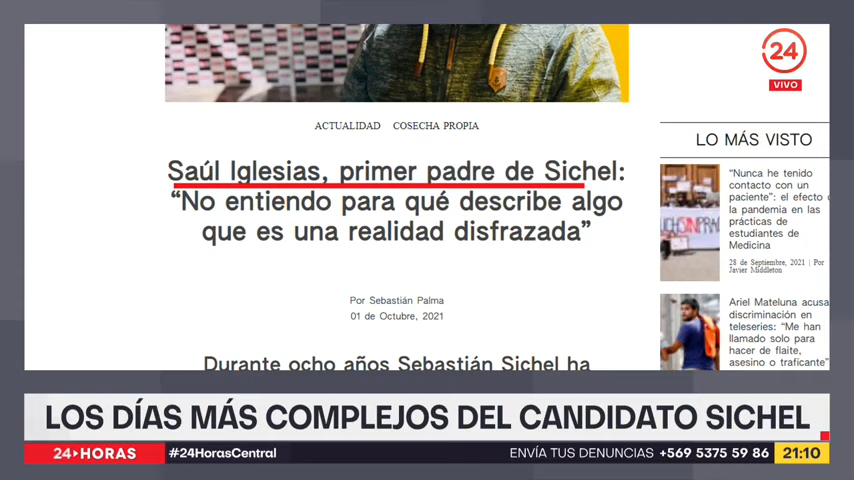 24
VIVO
ACTUALIDAD COSECHA PROPIA
LO MÁS VISTO
Saúl Iglesias, primer padre de Sichel:
“No entiendo para qué describe algo
que es una realidad disfrazada”
Por Sebastián Palma
01 de Octubre, 2021
Durante ocho años Sebastián Sichel ha
“Nunca he tenido
contacto con un
paciente”: el efecto
la pandemia en las
prácticas de
estudiantes de
Medicina
28 de Septiembre, 2021 | Por
Javier Middleton
Ariel Mateluna acusa
discriminación en
teleseries: “Me han
llamado solo para
hacer de flaite,
asesino o traficante”
LOS DÍAS MÁS COMPLEJOS DEL CANDIDATO SICHEL
24 HORAS
#24HorasCentral
ENVÍA TUS DENUNCIAS +569 5375 59 86
21:10